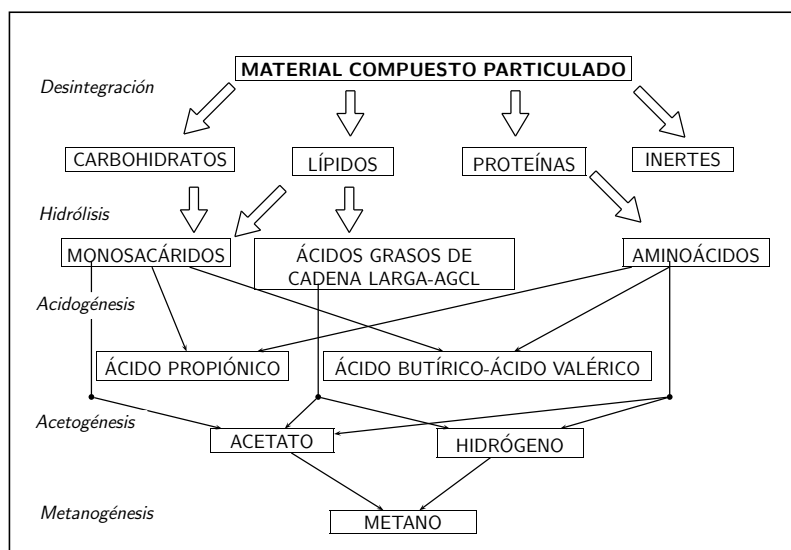 MATERIAL COMPUESTO PARTICULADO
Desintegración
CARBOHIDRATOS
LÍPIDOS
PROTEÍNAS
INERTES
Hidrólisis
MONOSACÁRIDOS
ÁCIDOS GRASOS DE
CADENA LARGA-AGCL
AMINOÁCIDOS
Acidogénesis
ÁCIDO PROPIÓNICO
ÁCIDO BUTÍRICO-ÁCIDO VALÉRICO
Acetogénesis
ACETATO
HIDRÓGENO
Metanogénesis
METANO